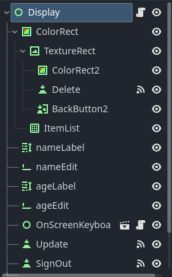 Display
ColorRect
TextureRect
ColorRect2
Delete
BackButton2
ItemList
nameLabel
nameEdit
ageLabel
ageEdit
OnScreenKeyboa
Update
SignOut